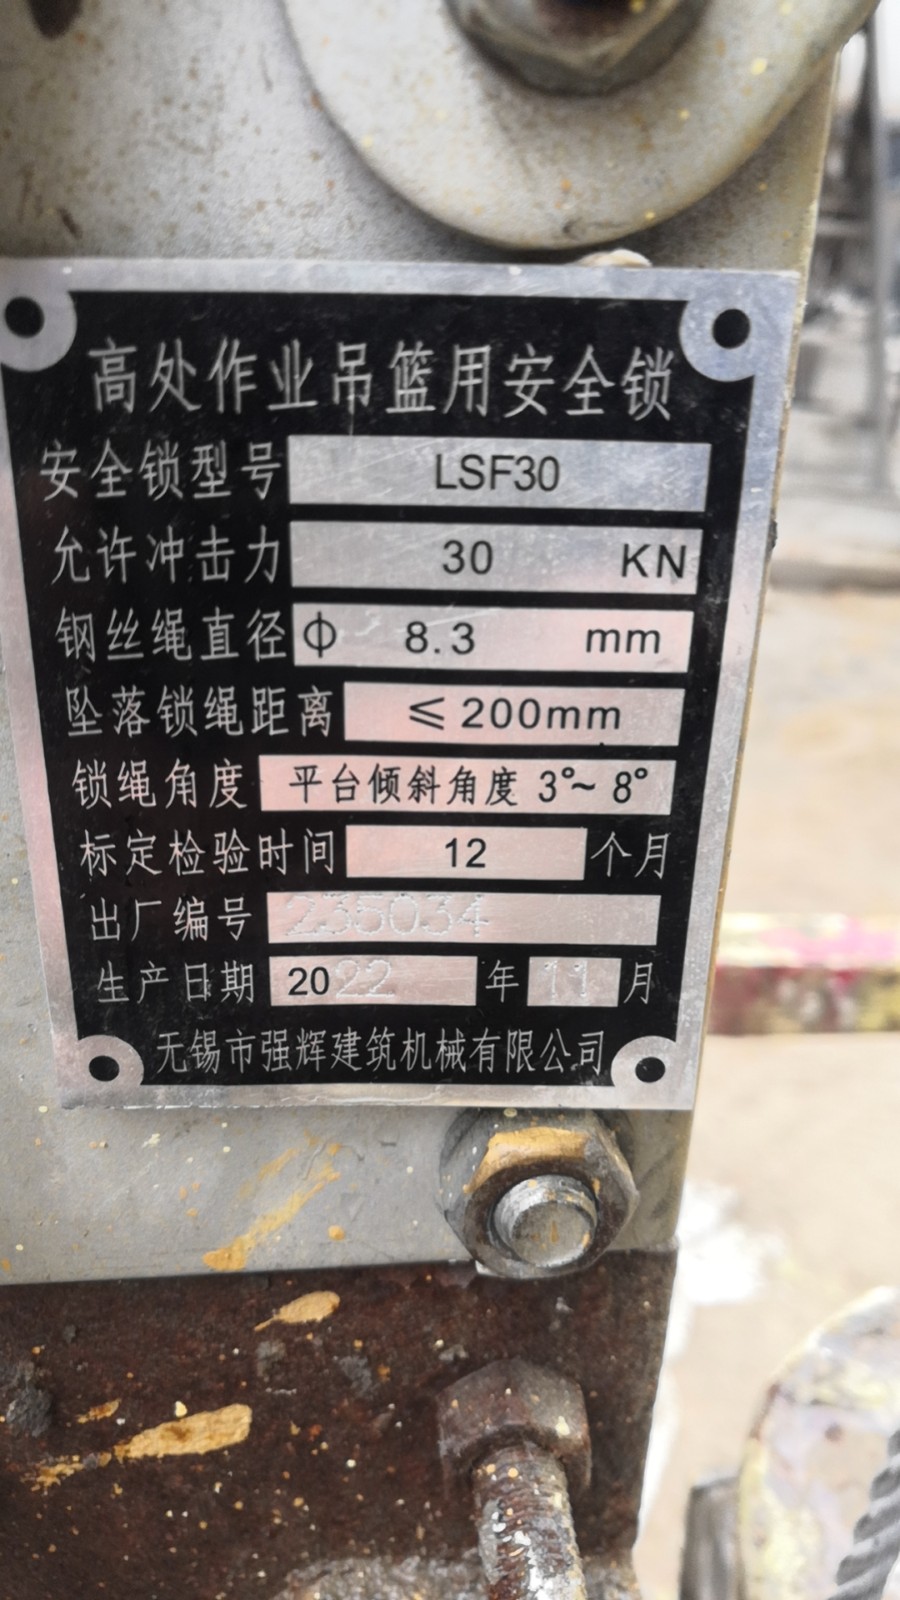 高处作业吊篮用安全锁
安全锁型号 LSF30
允许冲击力 30 KN
钢丝绳直径 Φ 8.3 mm
坠落锁绳距离 ≤200mm
锁绳角度 平台倾斜角度 3°~8°
标定检验时间 12 个月
出厂编号 235034
生产日期 2022 年 11 月
无锡市强辉建筑机械有限公司